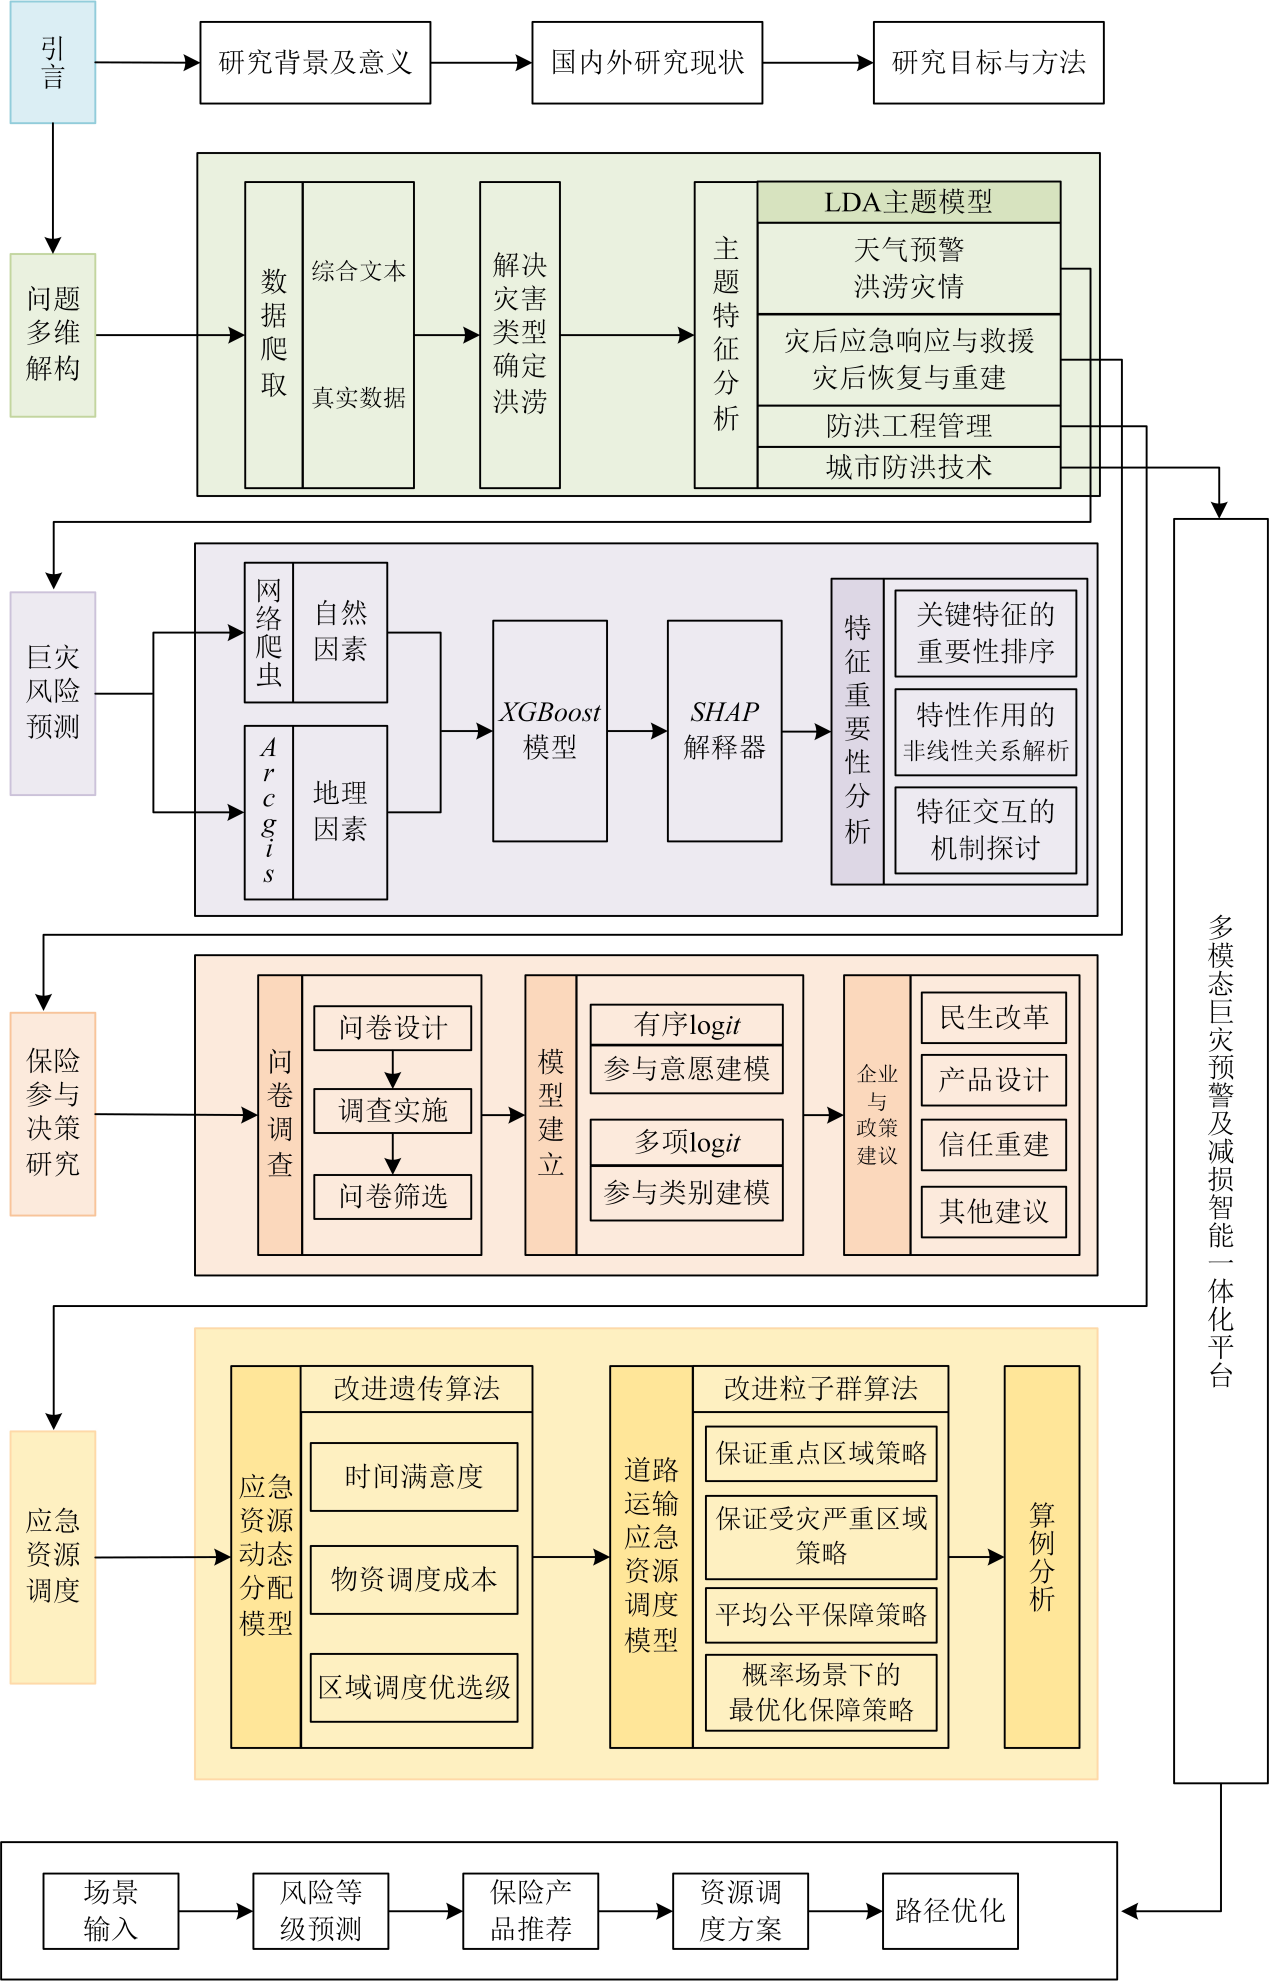 引
言
研究背景及意义
国内外研究现状
研究目标与方法
问题
多维
解构
数
据
爬
取
综合文本
真实数据
解决
灾害
类型
确定
洪涝
主
题
特
征
分
析
LDA主题模型
天气预警
洪涝灾情
灾后应急响应与救援
灾后恢复与重建
防洪工程管理
城市防洪技术
巨灾
风险
预测
网
络
爬
虫
自然
因素
A
r
c
g
i
s
地理
因素
XGBoost
模型
SHAP
解释器
特
征
重
要
性
分
析
关键特征的
重要性排序
特性作用的
非线性关系解析
特征交互的
机制探讨
保险
参与
决策
研究
问
卷
调
查
问卷设计
调查实施
问卷筛选
模
型
建
立
有序logit
参与意愿建模
多项logit
参与类别建模
企业
与
政策
建议
民生改革
产品设计
信任重建
其他建议
应急
资源
调度
应急
资源
动态
分配
模型
改进遗传算法
时间满意度
物资调度成本
区域调度优选级
道路
运输
应急
资源
调度
模型
改进粒子群算法
保证重点区域策略
保证受灾严重区域
策略
平均公平保障策略
概率场景下的
最优化保障策略
算
例
分
析
多
模
态
巨
灾
预
警
及
减
损
智
能
一
体
化
平
台
场景
输入
风险等
级预测
保险产
品推荐
资源调
度方案
路径优化